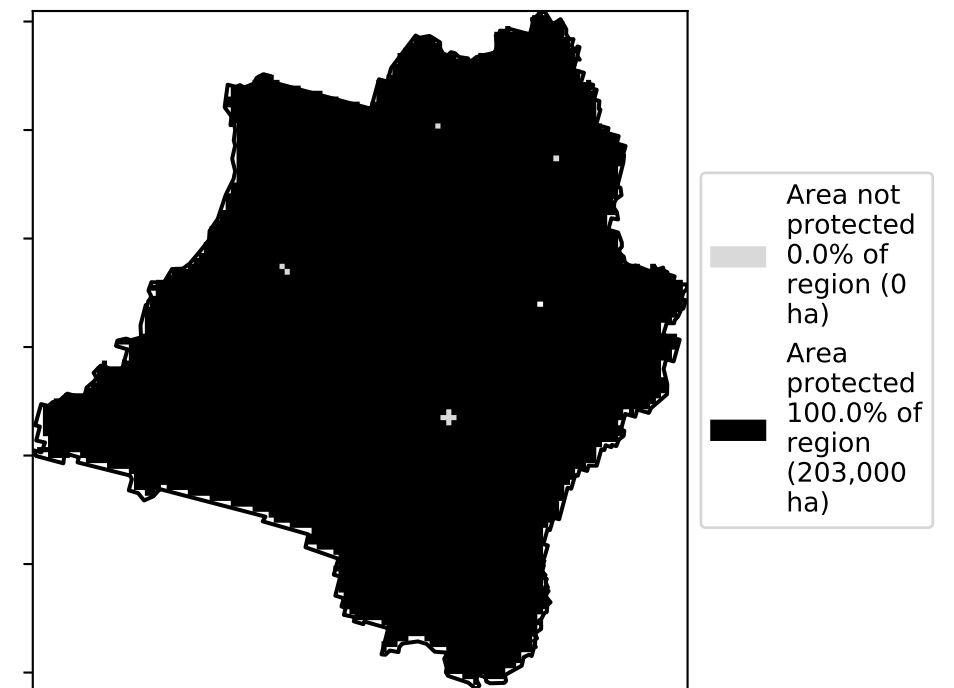 Area not
protected
0.0% of
region (0
ha)
Area
protected
100.0% of
region
(203,000
ha)